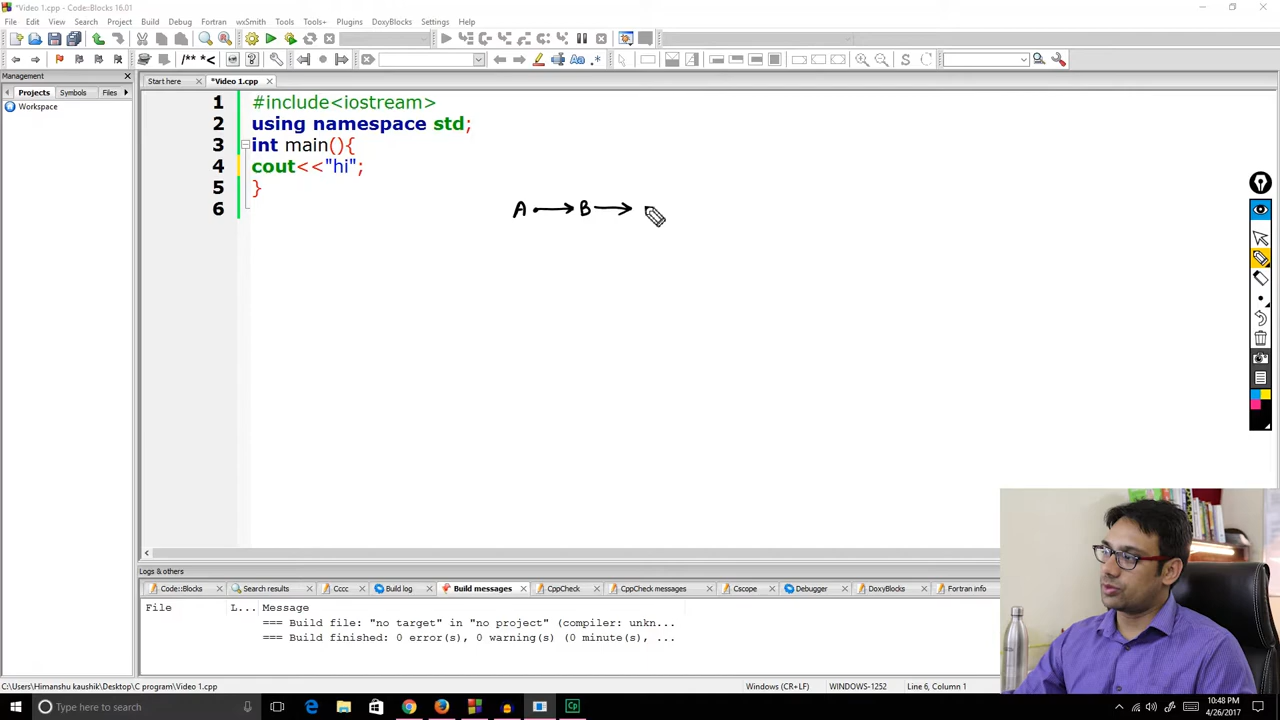 *Video 1.cpp - Code::Blocks 16.01
File Edit View Search Project Build Debug Fortran wxSmith Tools Tools+ Plugins DoxyBlocks Settings Help
/** *<
Management
Projects Symbols Files
Workspace
Start here *Video 1.cpp
1 #include<iostream>
2 using namespace std;
3 int main(){
4 cout<<"hi";
5 }
6
A B
Logs & others
Code::Blocks Search results Cccc Build log Build messages CppCheck CppCheck messages Cscope Debugger DoxyBlocks Fortran info
File L... Message
=== Build file: "no target" in "no project" (compiler: unkn...
=== Build finished: 0 error(s), 0 warning(s) (0 minute(s), ...
C:\Users\Himanshu kaushik\Desktop\C program\Video 1.cpp Windows (CR+LF) WINDOWS-1252 Line 6, Column 1
Type here to search
Cp
10:48 PM
4/26/2017